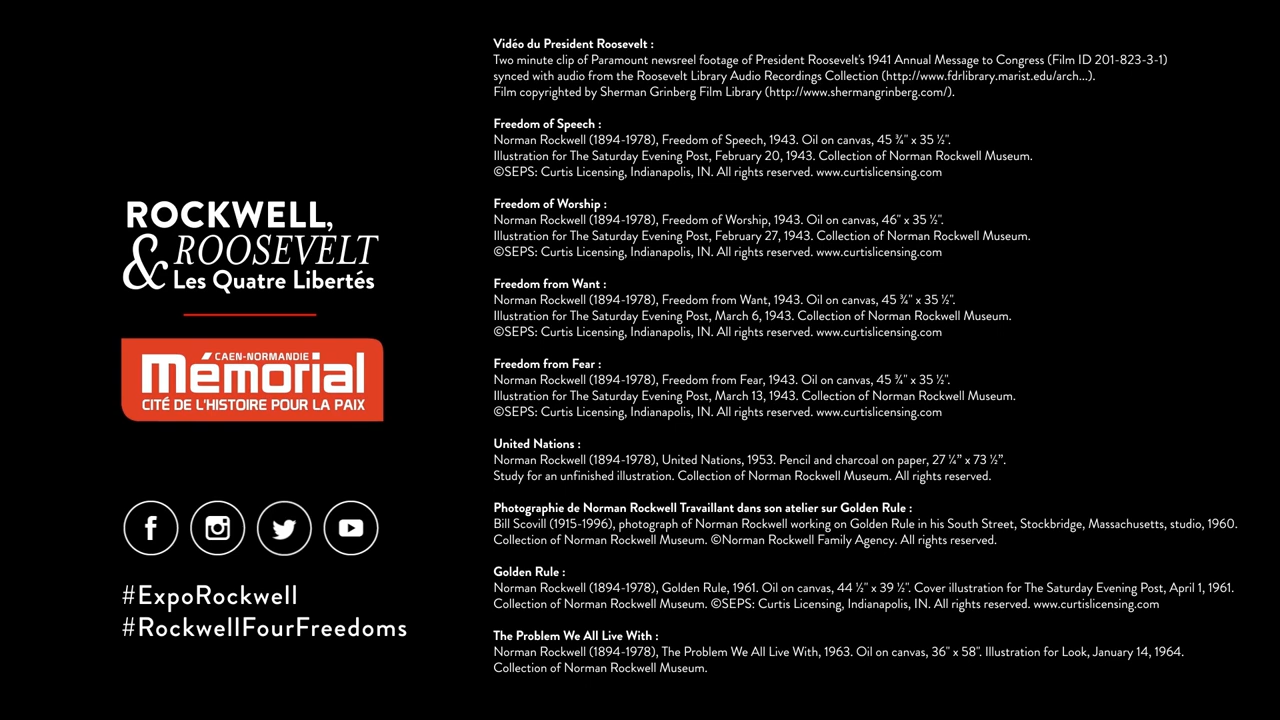 ROCKWELL,
& ROOSEVELT
Les Quatre Libertés
CAEN-NORMANDIE
Mémorial
CITÉ DE L'HISTOIRE POUR LA PAIX
#ExpoRockwell
#RockwellFourFreedoms
Vidéo du President Roosevelt :
Two minute clip of Paramount newsreel footage of President Roosevelt's 1941 Annual Message to Congress (Film ID 201-823-3-1)
synced with audio from the Roosevelt Library Audio Recordings Collection (http://www.fdrlibrary.marist.edu/arch...).
Film copyrighted by Sherman Grinberg Film Library (http://www.shermangrinberg.com/).
Freedom of Speech :
Norman Rockwell (1894-1978), Freedom of Speech, 1943. Oil on canvas, 45 ¾" x 35 ½".
Illustration for The Saturday Evening Post, February 20, 1943. Collection of Norman Rockwell Museum.
©SEPS: Curtis Licensing, Indianapolis, IN. All rights reserved. www.curtislicensing.com
Freedom of Worship :
Norman Rockwell (1894-1978), Freedom of Worship, 1943. Oil on canvas, 46" x 35 ½".
Illustration for The Saturday Evening Post, February 27, 1943. Collection of Norman Rockwell Museum.
©SEPS: Curtis Licensing, Indianapolis, IN. All rights reserved. www.curtislicensing.com
Freedom from Want :
Norman Rockwell (1894-1978), Freedom from Want, 1943. Oil on canvas, 45 ¾" x 35 ½".
Illustration for The Saturday Evening Post, March 6, 1943. Collection of Norman Rockwell Museum.
©SEPS: Curtis Licensing, Indianapolis, IN. All rights reserved. www.curtislicensing.com
Freedom from Fear :
Norman Rockwell (1894-1978), Freedom from Fear, 1943. Oil on canvas, 45 ¾" x 35 ½".
Illustration for The Saturday Evening Post, March 13, 1943. Collection of Norman Rockwell Museum.
©SEPS: Curtis Licensing, Indianapolis, IN. All rights reserved. www.curtislicensing.com
United Nations :
Norman Rockwell (1894-1978), United Nations, 1953. Pencil and charcoal on paper, 27 ¼” x 73 ½”.
Study for an unfinished illustration. Collection of Norman Rockwell Museum. All rights reserved.
Photographie de Norman Rockwell Travaillant dans son atelier sur Golden Rule :
Bill Scovill (1915-1996), photograph of Norman Rockwell working on Golden Rule in his South Street, Stockbridge, Massachusetts, studio, 1960.
Collection of Norman Rockwell Museum. ©Norman Rockwell Family Agency. All rights reserved.
Golden Rule :
Norman Rockwell (1894-1978), Golden Rule, 1961. Oil on canvas, 44 ½" x 39 ½". Cover illustration for The Saturday Evening Post, April 1, 1961.
Collection of Norman Rockwell Museum. ©SEPS: Curtis Licensing, Indianapolis, IN. All rights reserved. www.curtislicensing.com
The Problem We All Live With :
Norman Rockwell (1894-1978), The Problem We All Live With, 1963. Oil on canvas, 36" x 58". Illustration for Look, January 14, 1964.
Collection of Norman Rockwell Museum.